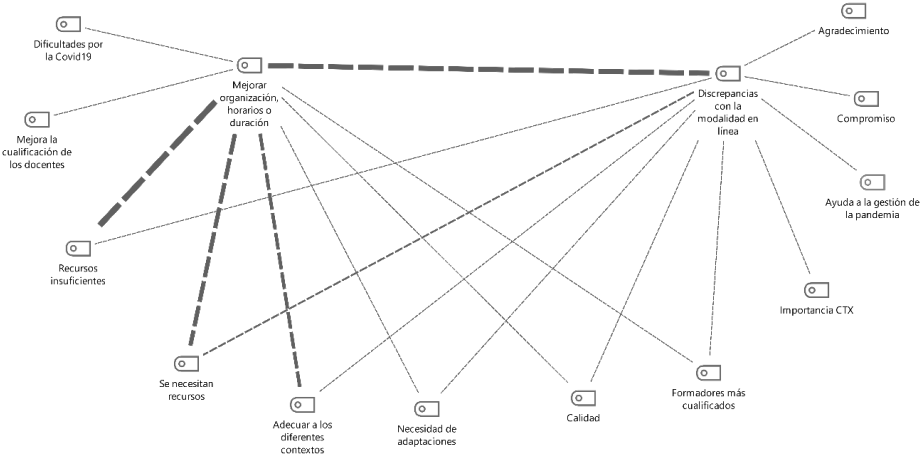 Agradecimiento
Dificultades por
la Covid19
Mejorar
organización,
horarios o
duración
Discrepancias
con la
modalidad en
línea
Compromiso
Mejora la
cualificación de
los docentes
Ayuda a la gestión de
la pandemia
Recursos
insuficientes
Importancia CTX
Se necesitan
recursos
Formadores más
cualificados
Calidad
Adecuar a los
diferentes
contextos
Necesidad de
adaptaciones